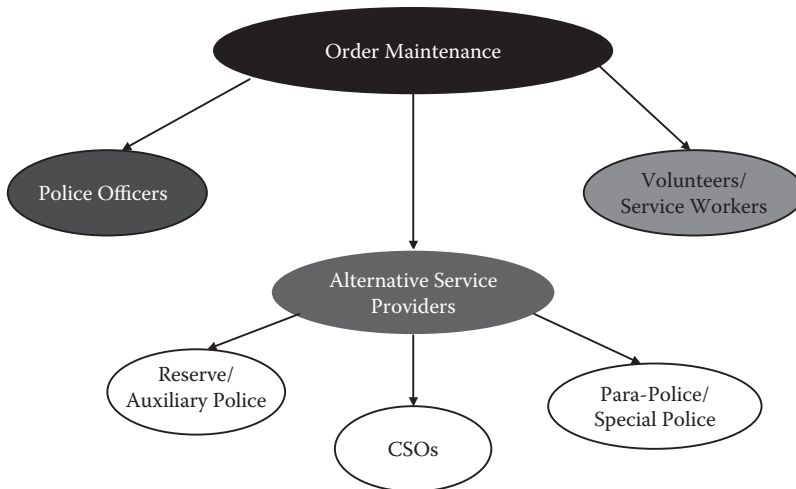 Order Maintenance
Police Officers
Volunteers/
Service Workers
Alternative Service
Providers
Reserve/
Auxiliary Police
CSOs
Para-Police/
Special Police